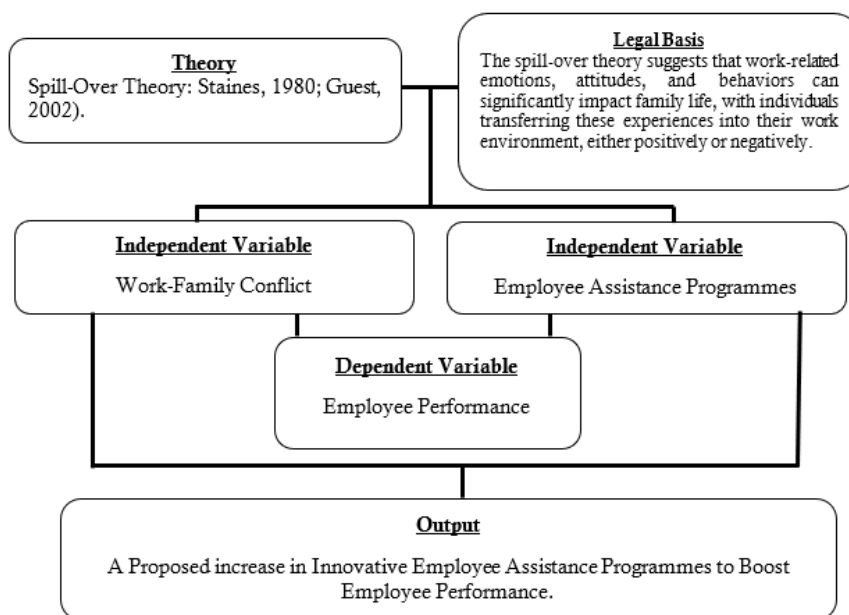 Theory
Spill-Over Theory: Staines, 1980; Guest,
2002).
Legal Basis
The spill-over theory suggests that work-related
emotions, attitudes, and behaviors can
significantly impact family life, with individuals
transferring these experiences into their work
environment, either positively or negatively.
Independent Variable
Work-Family Conflict
Independent Variable
Employee Assistance Programmes
Dependent Variable
Employee Performance
Output
A Proposed increase in Innovative Employee Assistance Programmes to Boost
Employee Performance.